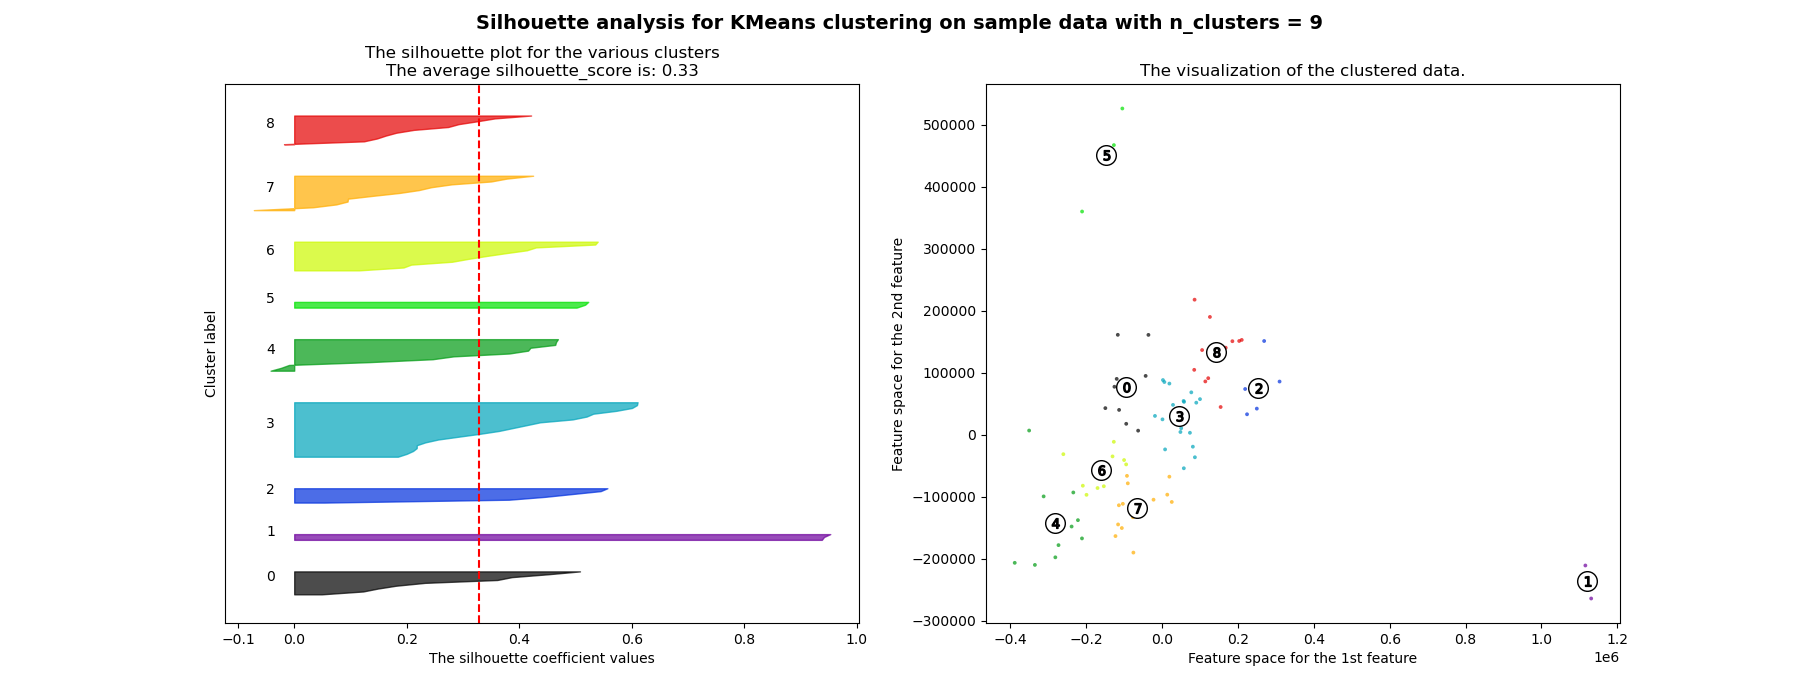 Silhouette analysis for KMeans clustering on sample data with n_clusters = 9
The silhouette plot for the various clusters
The average silhouette_score is: 0.33
8
7
6
5
4
3
2
1
0
Cluster label
−0.1 0.0 0.2 0.4 0.6 0.8 1.0
The silhouette coefficient values
The visualization of the clustered data.
500000
400000
300000
200000
100000
0
−100000
−200000
−300000
Feature space for the 2nd feature
5
8
0
2
3
6
7
4
1
−0.4 −0.2 0.0 0.2 0.4 0.6 0.8 1.0 1.2
1e6
Feature space for the 1st feature